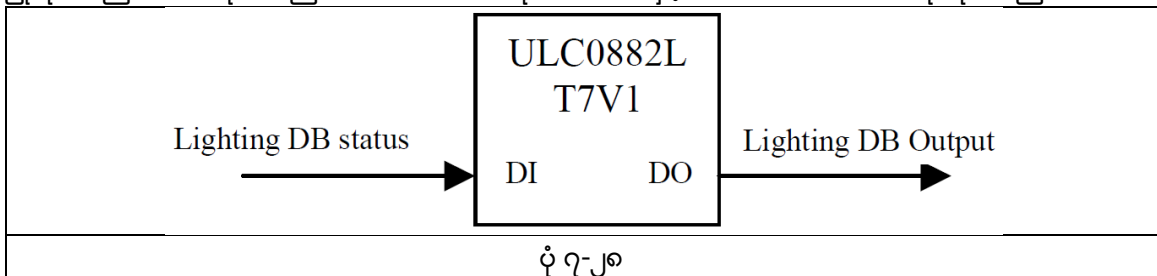 ULC0882L
T7V1
Lighting DB status
Lighting DB Output
DI DO
ပုံ ၇-၂၈